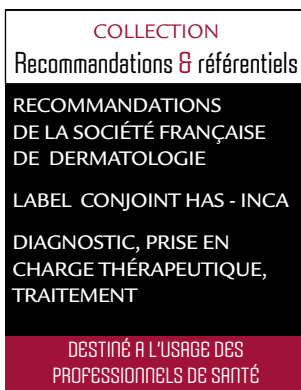 COLLECTION
Recommandations & référentiels
RECOMMANDATIONS
DE LA SOCIÉTÉ FRANÇAISE
DE DERMATOLOGIE
LABEL CONJOINT HAS - INCA
DIAGNOSTIC, PRISE EN
CHARGE THÉRAPEUTIQUE,
TRAITEMENT
DESTINÉ A L'USAGE DES
PROFESSIONNELS DE SANTÉ